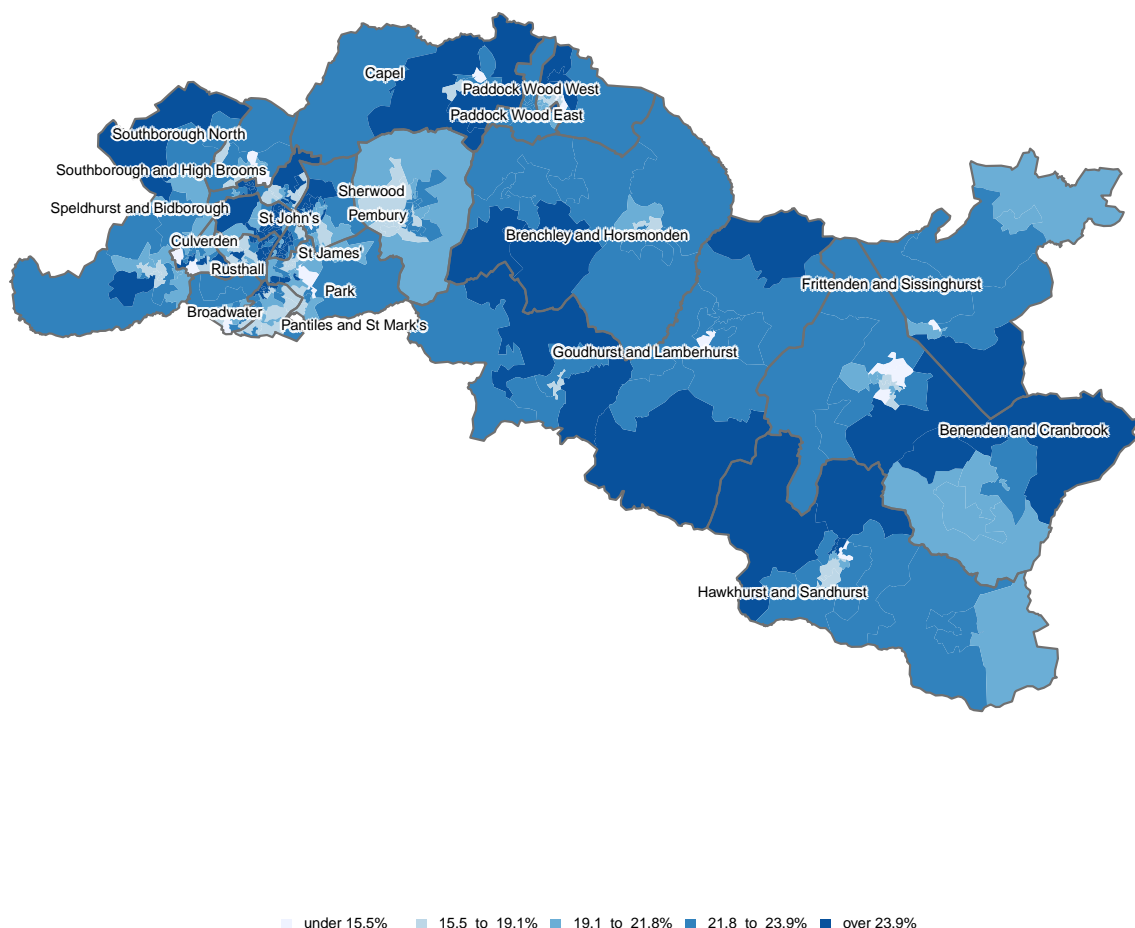 Capel
Paddock Wood West
Paddock Wood East
Southborough North
Southborough and High Brooms
Sherwood
Speldhurst and Bidborough
St John's
Pembury
Culverden
Brenchley and Horsmonden
St James'
Rusthall
Frittenden and Sissinghurst
Park
Broadwater
Pantiles and St Mark's
Goudhurst and Lamberhurst
Benenden and Cranbrook
Hawkhurst and Sandhurst
under 15.5% 15.5 to 19.1% 19.1 to 21.8% 21.8 to 23.9% over 23.9%